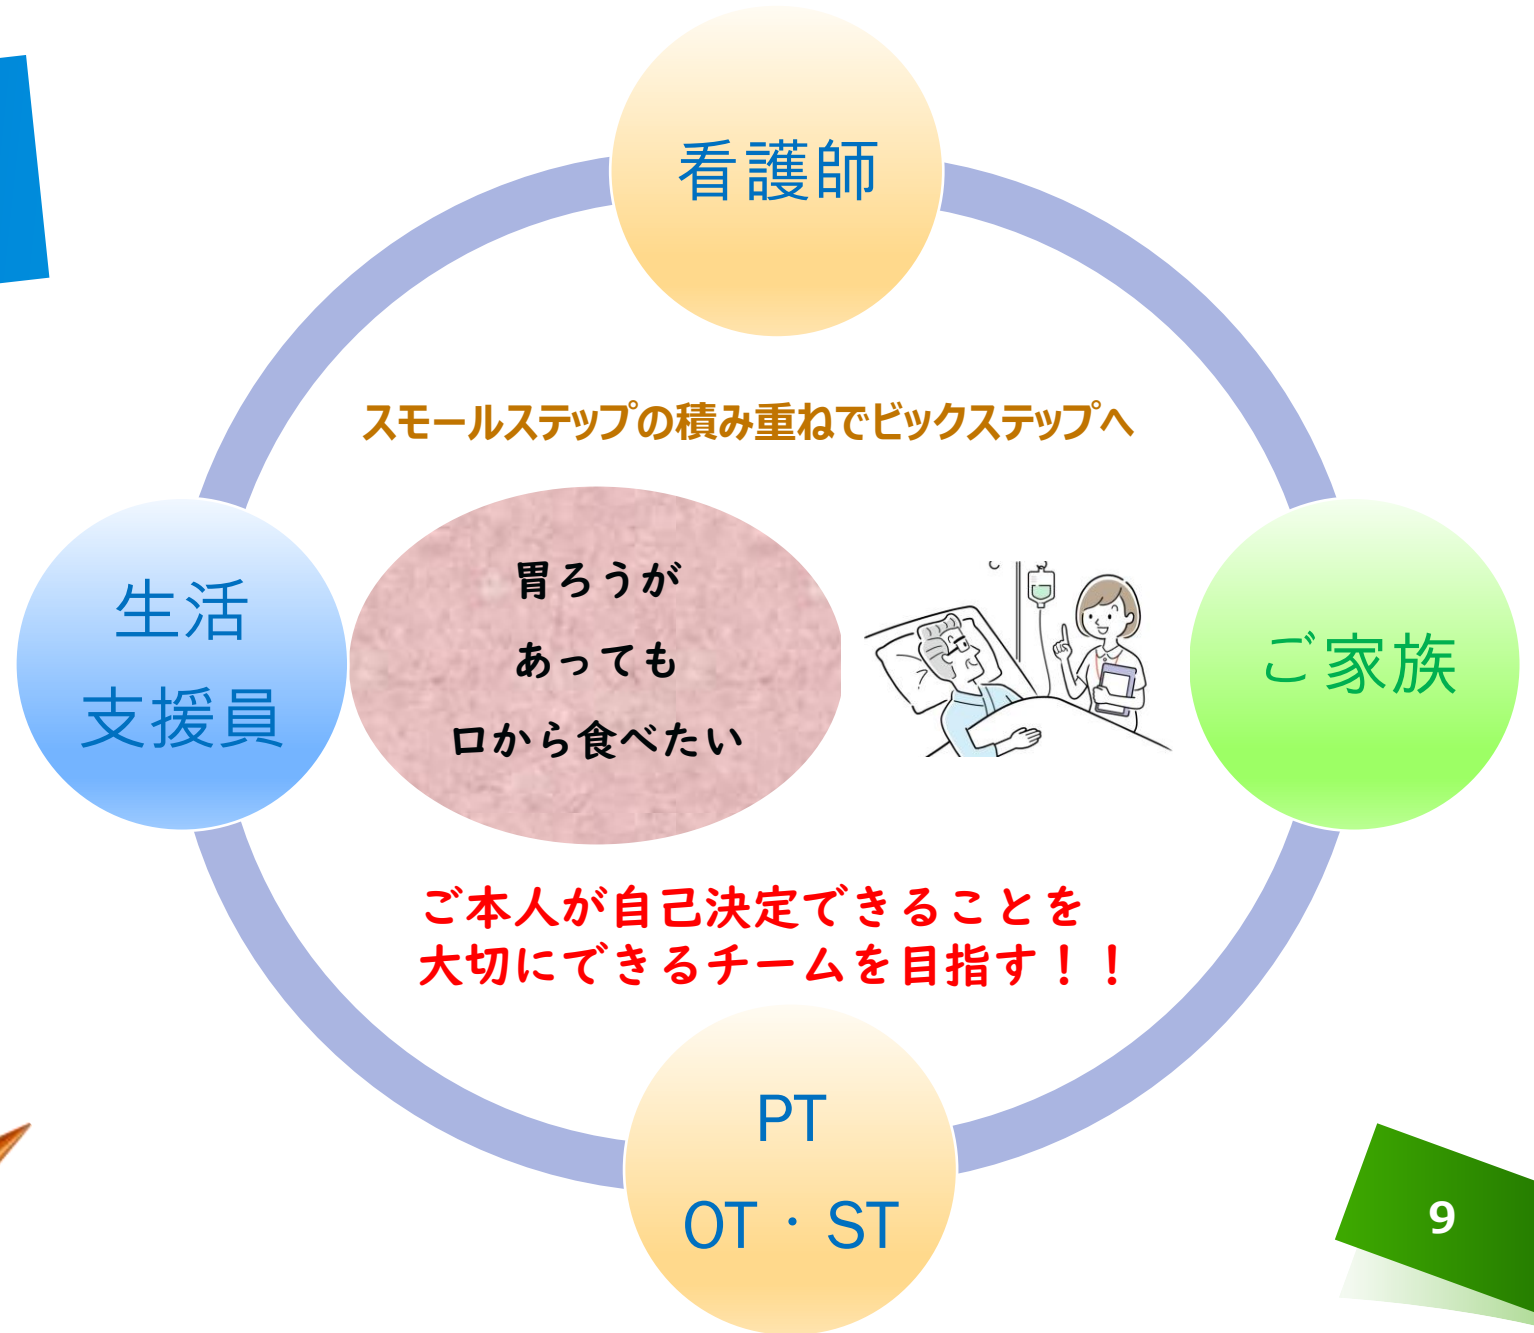 看護師
スモールステップの積み重ねでビックステップへ
生活
支援員
胃ろうが
あっても
口から食べたい
ご家族
ご本人が自己決定できることを
大切にできるチームを目指す！！
PT
OT・ST
9